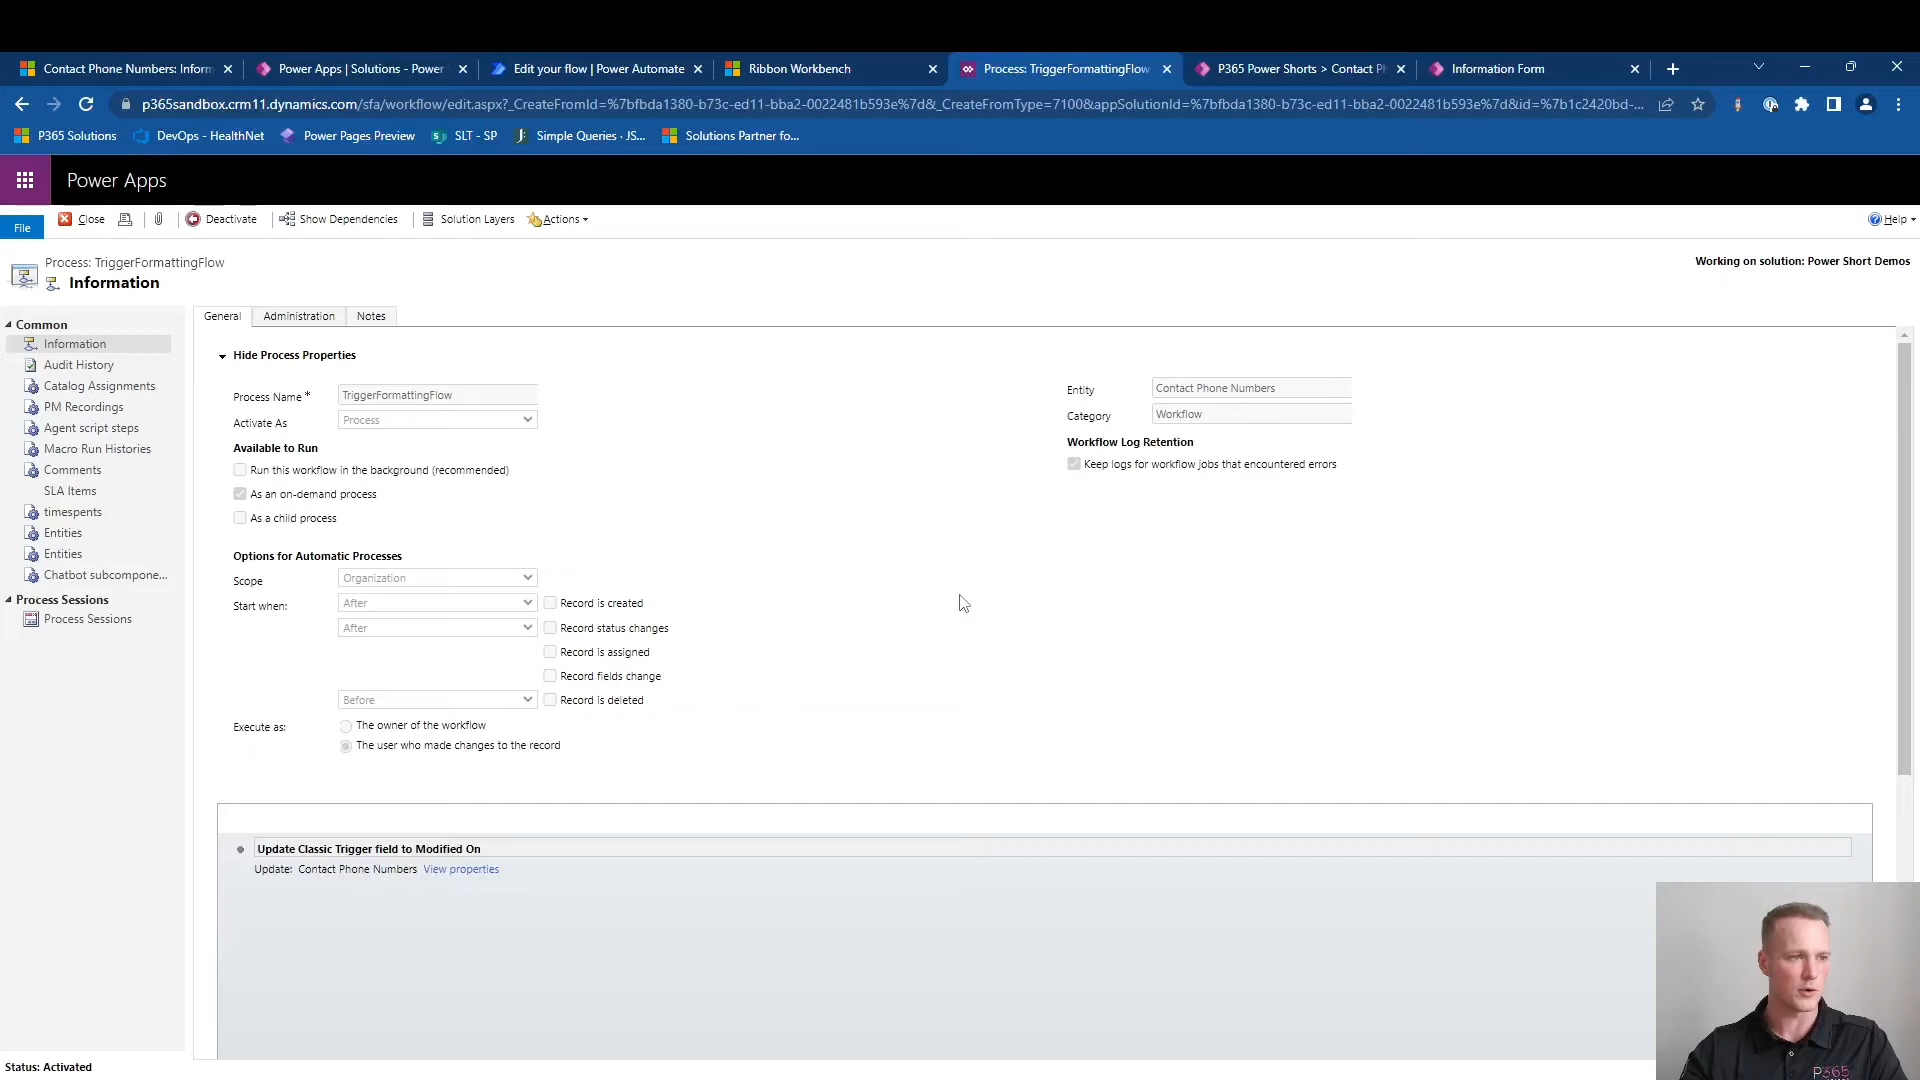 Contact Phone Numbers: Inform
Power Apps | Solutions - Power
Edit your flow | Power Automate
Ribbon Workbench
Process: TriggerFormattingFlow
P365 Power Shorts > Contact Ph
Information Form
p365sandbox.crm11.dynamics.com/sfa/workflow/edit.aspx?_CreateFromId=%7bfbda1380-b73c-ed11-bba2-0022481b593e%7d&_CreateFromType=7100&appSolutionId=%7bfbda1380-b73c-ed11-bba2-0022481b593e%7d&id=%7b1c2420bd-...
P365 Solutions
DevOps - HealthNet
Power Pages Preview
SLT - SP
Simple Queries · JS...
Solutions Partner fo...
Power Apps
File
Close
Deactivate
Show Dependencies
Solution Layers
Actions
Help
Process: TriggerFormattingFlow
Information
Working on solution: Power Short Demos
Common
Information
Audit History
Catalog Assignments
PM Recordings
Agent script steps
Macro Run Histories
Comments
SLA Items
timespents
Entities
Entities
Chatbot subcompone...
Process Sessions
Process Sessions
General
Administration
Notes
Hide Process Properties
Process Name *
TriggerFormattingFlow
Activate As
Process
Available to Run
Run this workflow in the background (recommended)
As an on-demand process
As a child process
Entity
Contact Phone Numbers
Category
Workflow
Workflow Log Retention
Keep logs for workflow jobs that encountered errors
Options for Automatic Processes
Scope
Organization
Start when:
After
Record is created
After
Record status changes
Record is assigned
Record fields change
Before
Record is deleted
Execute as:
The owner of the workflow
The user who made changes to the record
Update Classic Trigger field to Modified On
Update: Contact Phone Numbers View properties
Status: Activated
P365